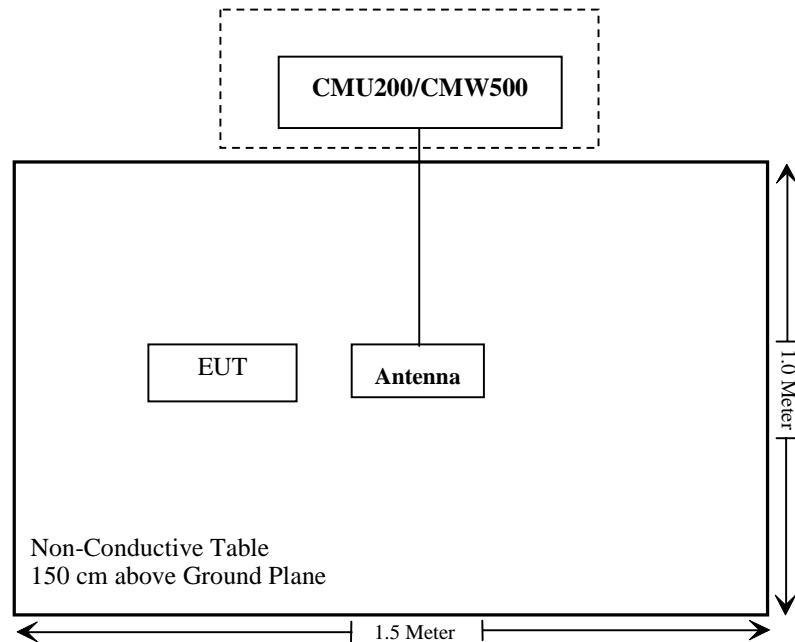 CMU200/CMW500
EUT
Antenna
1.0 Meter
Non-Conductive Table
150 cm above Ground Plane
1.5 Meter